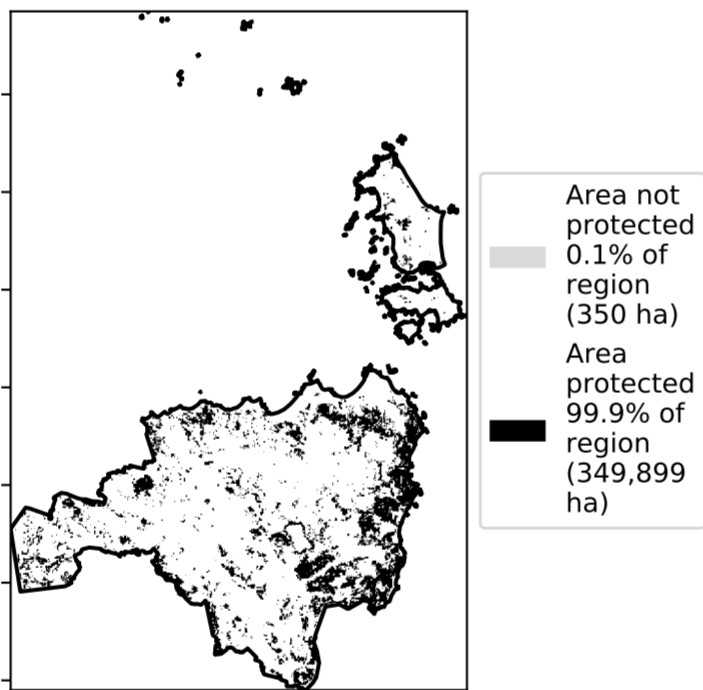 Area not
protected
0.1% of
region
(350 ha)
Area
protected
99.9% of
region
(349,899
ha)